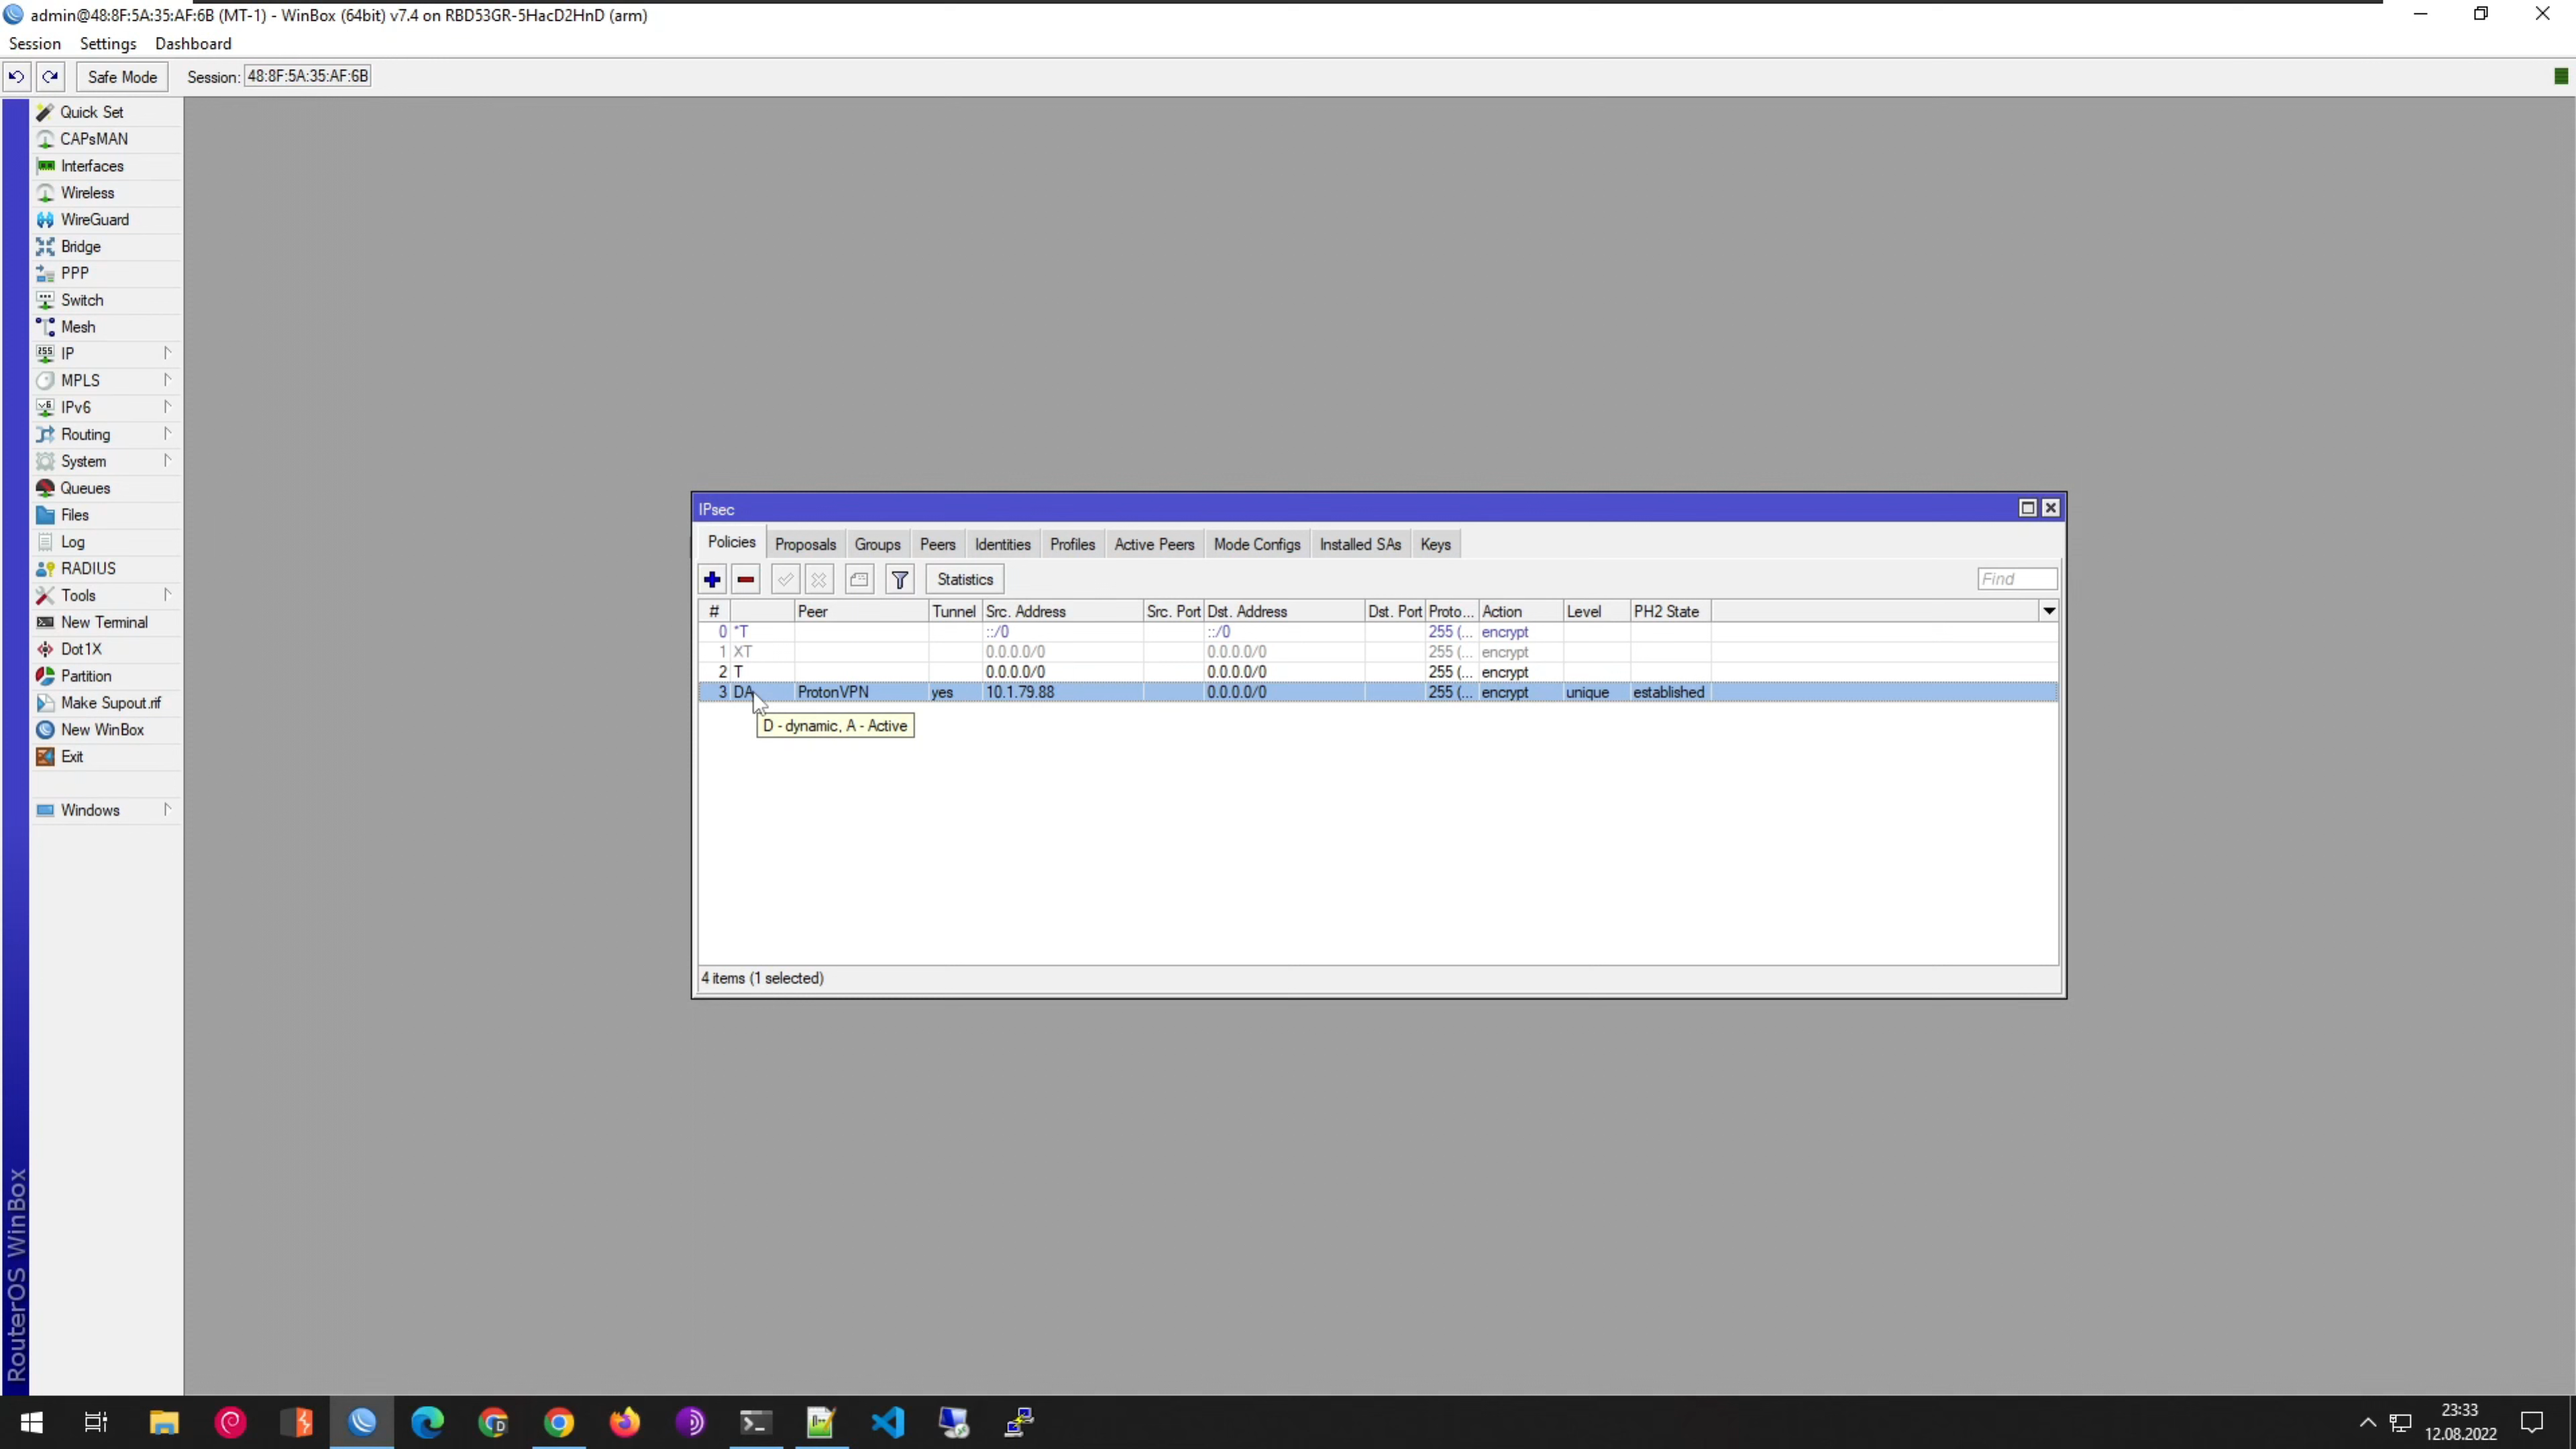 admin@48:8F:5A:35:AF:6B (MT-1) - WinBox (64bit) v7.4 on RBD53GR-5HacD2HnD (arm)
Session Settings Dashboard
Safe Mode Session: 48:8F:5A:35:AF:6B
Quick Set
CAPsMAN
Interfaces
Wireless
WireGuard
Bridge
PPP
Switch
Mesh
IP
MPLS
IPv6
Routing
System
Queues
Files
Log
RADIUS
Tools
New Terminal
Dot1X
Partition
Make Supout.rif
New WinBox
Exit
Windows
RouterOS WinBox
IPsec
Policies Proposals Groups Peers Identities Profiles Active Peers Mode Configs Installed SAs Keys
Statistics Find
# Peer Tunnel Src. Address Src. Port Dst. Address Dst. Port Proto... Action Level PH2 State
0 *T ::/0 ::/0 255 (... encrypt
1 XT 0.0.0.0/0 0.0.0.0/0 255 (... encrypt
2 T 0.0.0.0/0 0.0.0.0/0 255 (... encrypt
3 DA ProtonVPN yes 10.1.79.88 0.0.0.0/0 255 (... encrypt unique established
D - dynamic, A - Active
4 items (1 selected)
23:33
12.08.2022